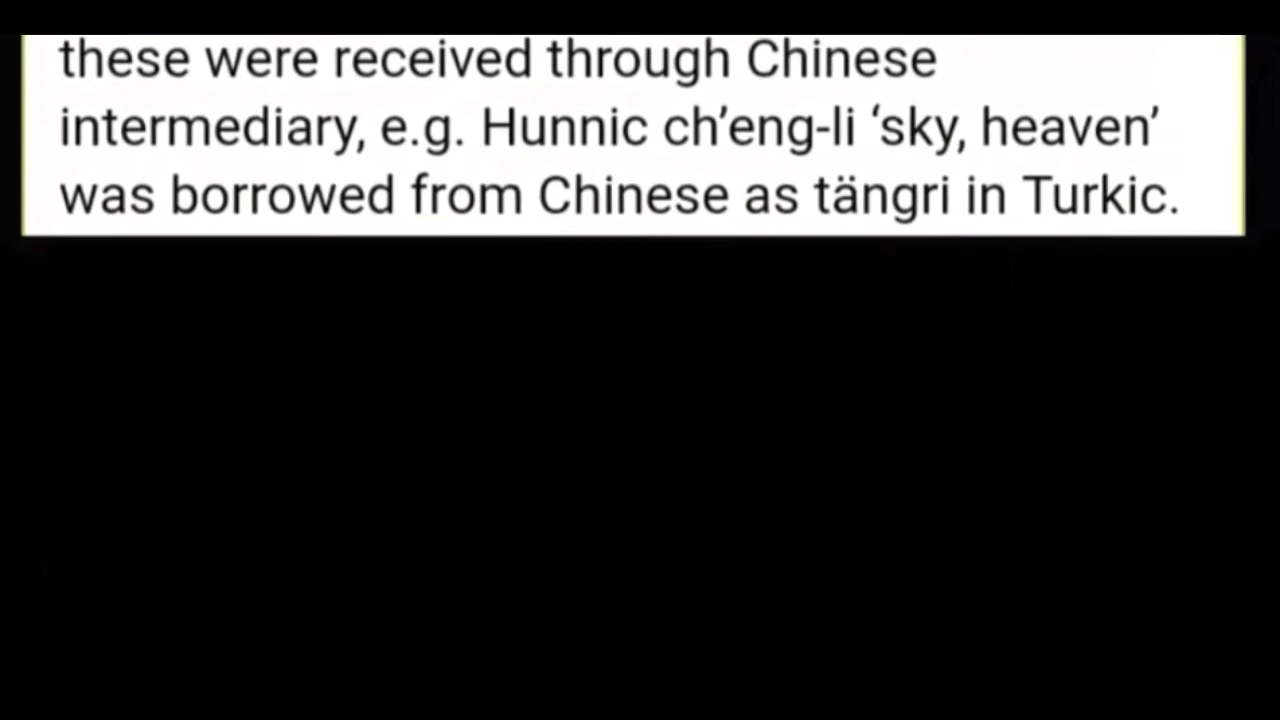 these were received through Chinese
intermediary, e.g. Hunnic ch’eng-li ‘sky, heaven’
was borrowed from Chinese as tängri in Turkic.